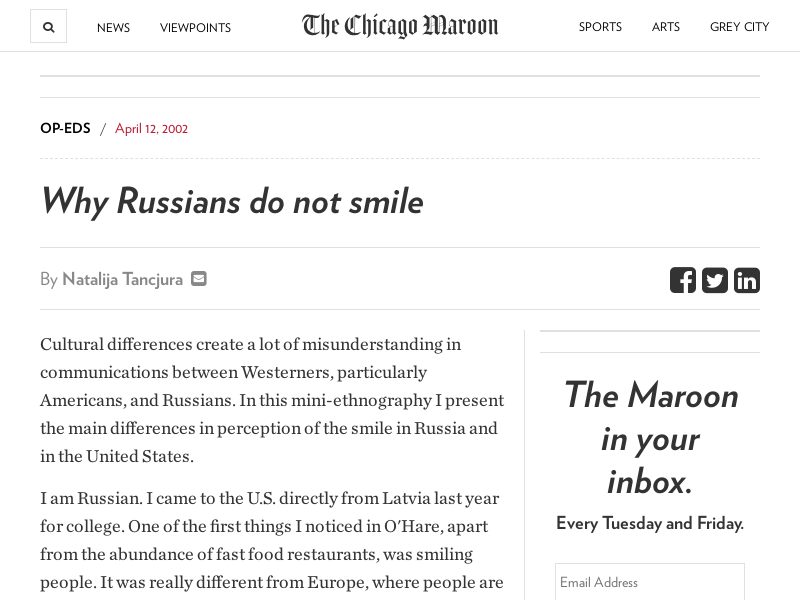 NEWS VIEWPOINTS The Chicago Maroon SPORTS ARTS GREY CITY
OP-EDS / April 12, 2002
Why Russians do not smile
By Natalija Tancjura
Cultural differences create a lot of misunderstanding in
communications between Westerners, particularly
Americans, and Russians. In this mini-ethnography I present
the main differences in perception of the smile in Russia and
in the United States.
I am Russian. I came to the U.S. directly from Latvia last year
for college. One of the first things I noticed in O'Hare, apart
from the abundance of fast food restaurants, was smiling
people. It was really different from Europe, where people are
The Maroon
in your
inbox.
Every Tuesday and Friday.
Email Address